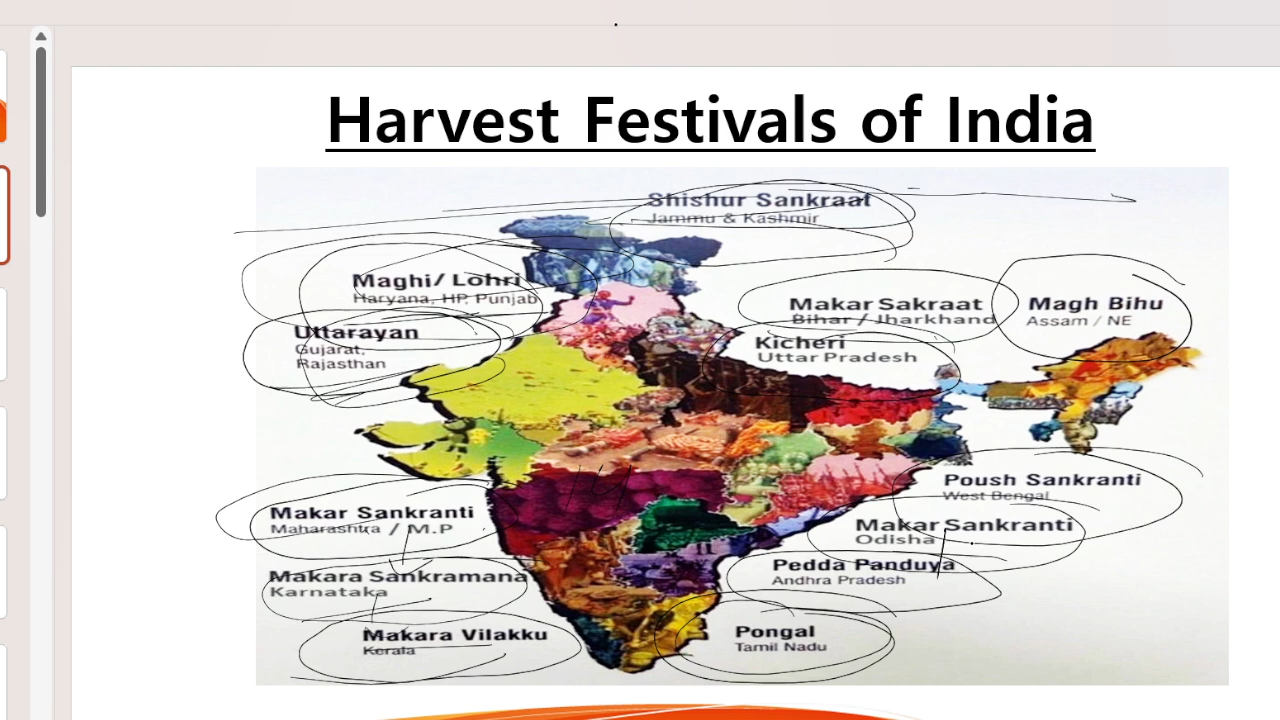 Harvest Festivals of India
Shishur Sankraat
Jammu & Kashmir
Maghi/ Lohri
Haryana, HP, Punjab
Uttarayan
Gujarat,
Rajasthan
Makar Sakraat
Bihar / Jharkhand
Magh Bihu
Assam / NE
Kicheri
Uttar Pradesh
Makar Sankranti
Maharashtra / M.P
Makara Sankramana
Karnataka
Makara Vilakku
Kerala
Poush Sankranti
West Bengal
Makar Sankranti
Odisha
Pedda Panduya
Andhra Pradesh
Pongal
Tamil Nadu